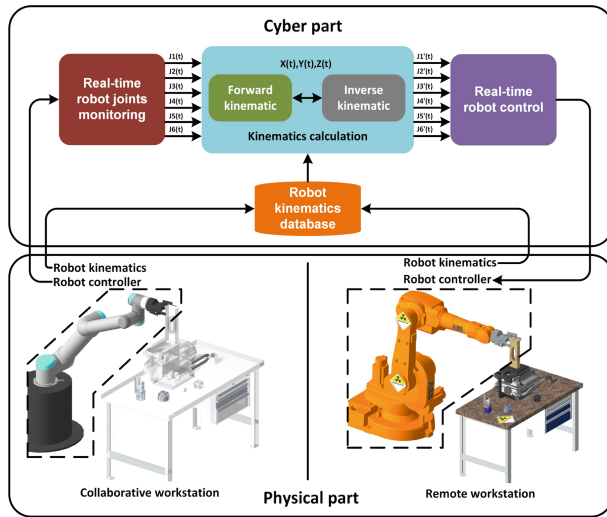 Cyber part
Real-time
robot joints
monitoring
J1(t)
J2(t)
J3(t)
J4(t)
J5(t)
J6(t)
X(t),Y(t),Z(t)
Forward
kinematic
Inverse
kinematic
Kinematics calculation
J1'(t)
J2'(t)
J3'(t)
J4'(t)
J5'(t)
J6'(t)
Real-time
robot control
Robot
kinematics
database
Robot kinematics
Robot controller
Robot kinematics
Robot controller
ABB
Collaborative workstation
Remote workstation
Physical part